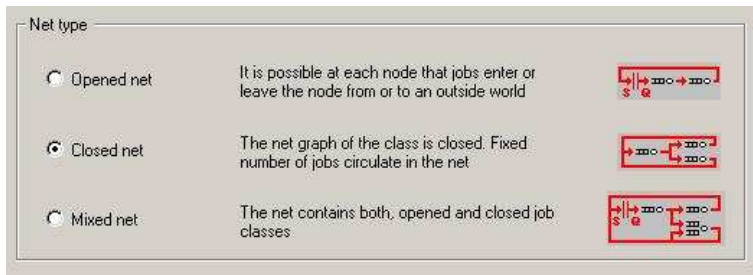 Net type
Opened net
It is possible at each node that jobs enter or
leave the node from or to an outside world
S Q
Closed net
The net graph of the class is closed. Fixed
number of jobs circulate in the net
Mixed net
The net contains both, opened and closed job
classes
S Q